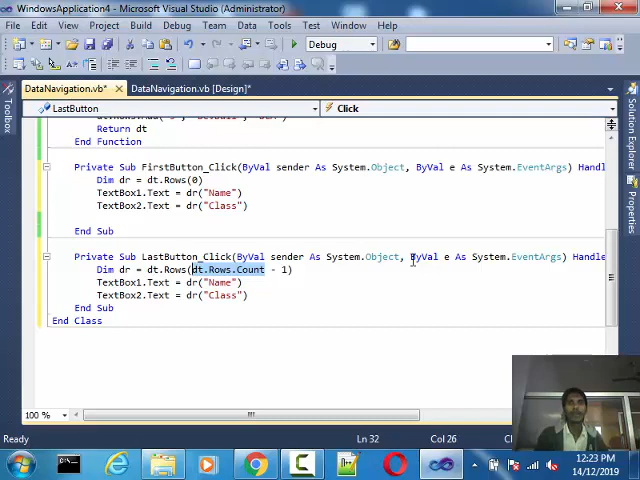 WindowsApplication4 - Microsoft Visual Studio (Administrator)
File Edit View Project Build Debug Team Data Tools Test Window Help
Debug
DataNavigation.vb* DataNavigation.vb [Design]*
LastButton Click
Toolbox
Solution Explorer
Properties
Return dt
End Function
Private Sub FirstButton_Click(ByVal sender As System.Object, ByVal e As System.EventArgs) Handle
Dim dr = dt.Rows(0)
TextBox1.Text = dr("Name")
TextBox2.Text = dr("Class")
End Sub
Private Sub LastButton_Click(ByVal sender As System.Object, ByVal e As System.EventArgs) Handle
Dim dr = dt.Rows(dt.Rows.Count - 1)
TextBox1.Text = dr("Name")
TextBox2.Text = dr("Class")
End Sub
End Class
100 %
Ready Ln 32 Col 26
12:23 PM
14/12/2019